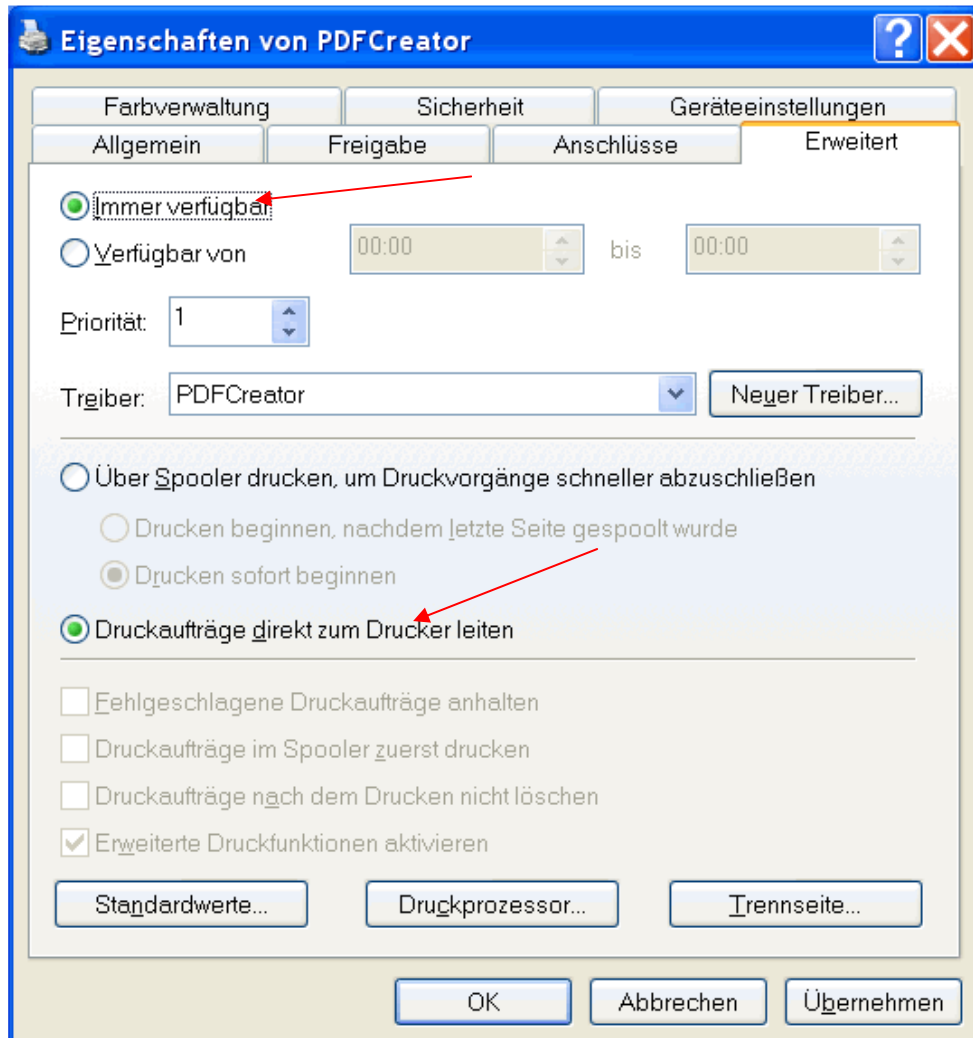 Eigenschaften von PDFCreator
Farbverwaltung Sicherheit Geräteeinstellungen
Allgemein Freigabe Anschlüsse Erweitert
Immer verfügbar
Verfügbar von 00:00 bis 00:00
Priorität: 1
Treiber: PDFCreator Neuer Treiber...
Über Spooler drucken, um Druckvorgänge schneller abzuschließen
Drucken beginnen, nachdem letzte Seite gespoolt wurde
Drucken sofort beginnen
Druckaufträge direkt zum Drucker leiten
Fehlgeschlagene Druckaufträge anhalten
Druckaufträge im Spooler zuerst drucken
Druckaufträge nach dem Drucken nicht löschen
Erweiterte Druckfunktionen aktivieren
Standardwerte... Druckprozessor... Trennseite...
OK Abbrechen Übernehmen